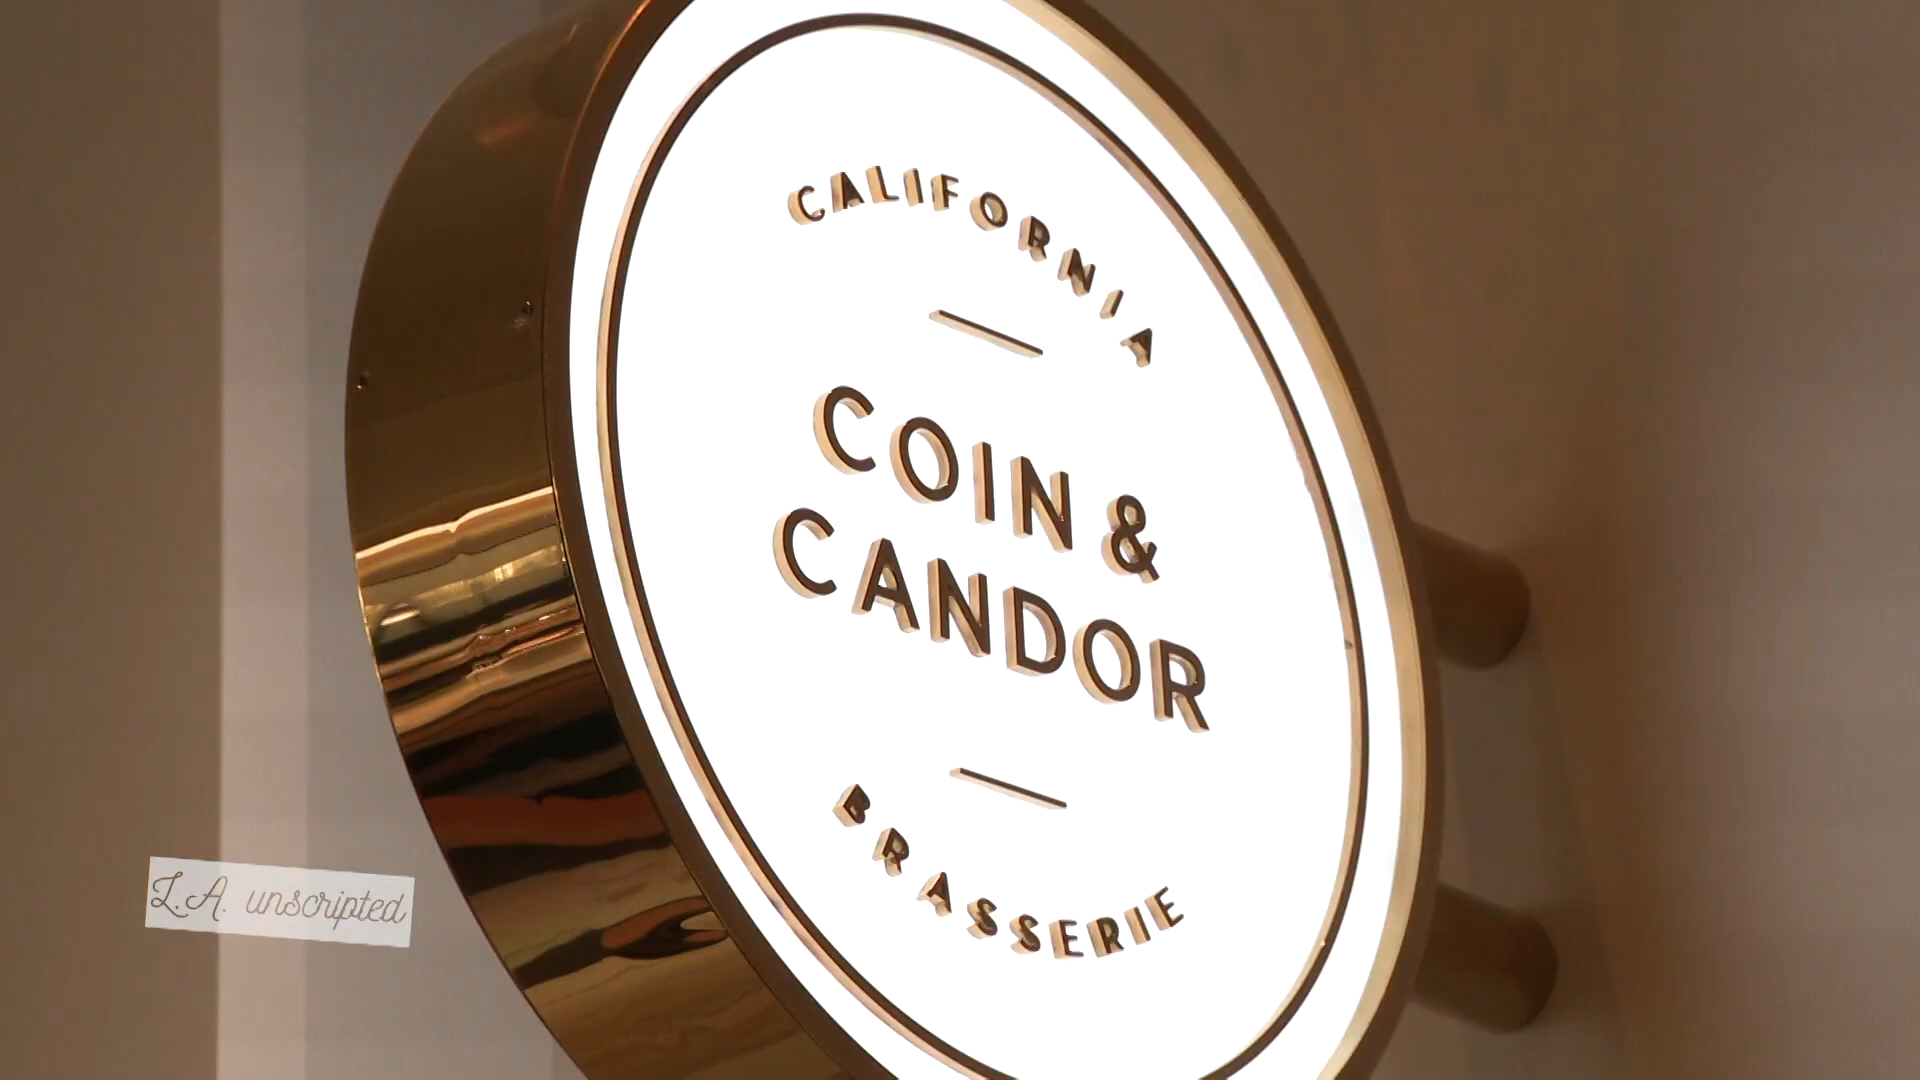 CALIFORNIA
COIN &
CANDOR
BRASSERIE
L.A. unscripted